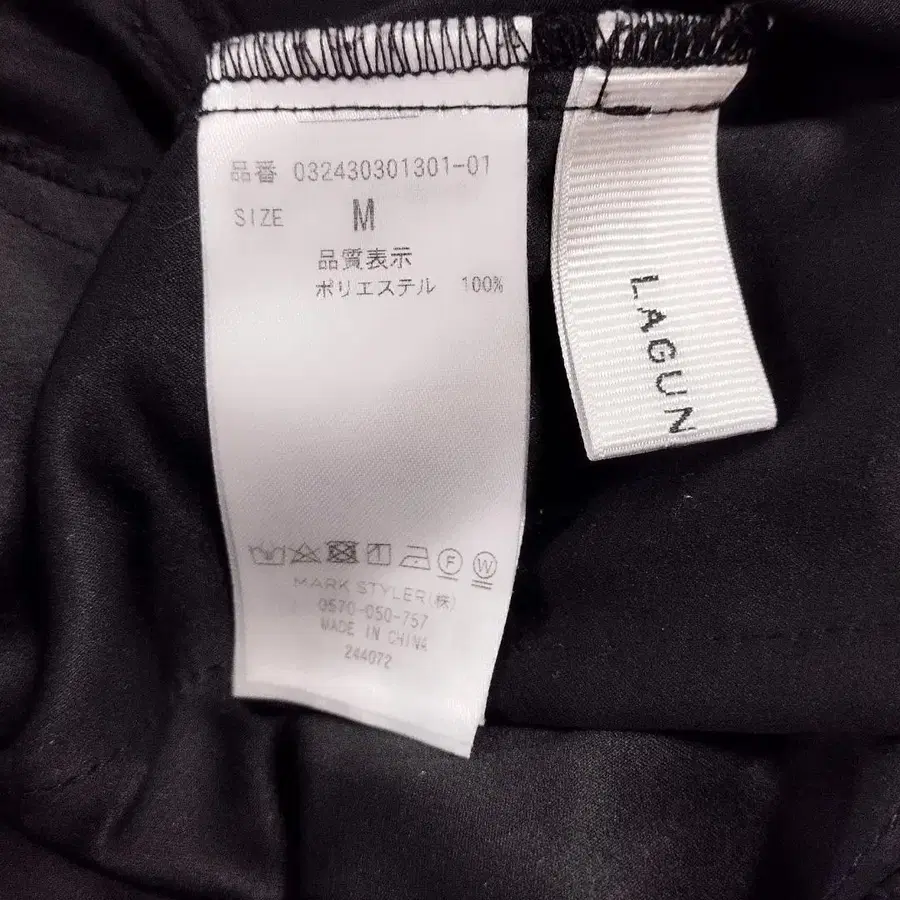 品番 032430301301-01
SIZE M
品質表示
ポリエステル 100%
F W
MARK STYLER(株)
0570-050-757
MADE IN CHINA
244072
LAGUN